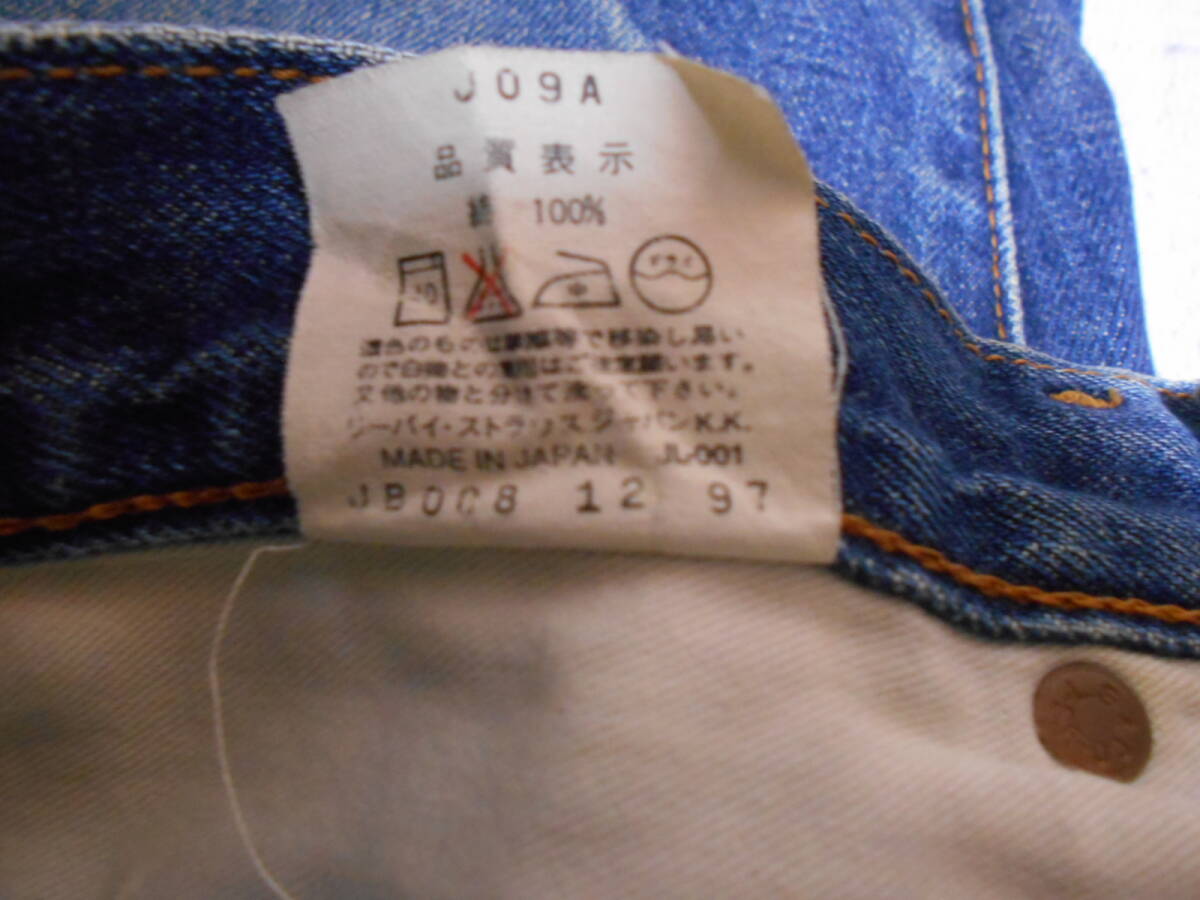 J09A
品質表示
綿 100%
40
濃色のものは摩擦等で移染し易い
ので白物との はご注意願います。
又他の物と分けて洗って下さい。
リーバイ・ストラウス ジャパン K.K.
MADE IN JAPAN JL-001
JB008 12 97